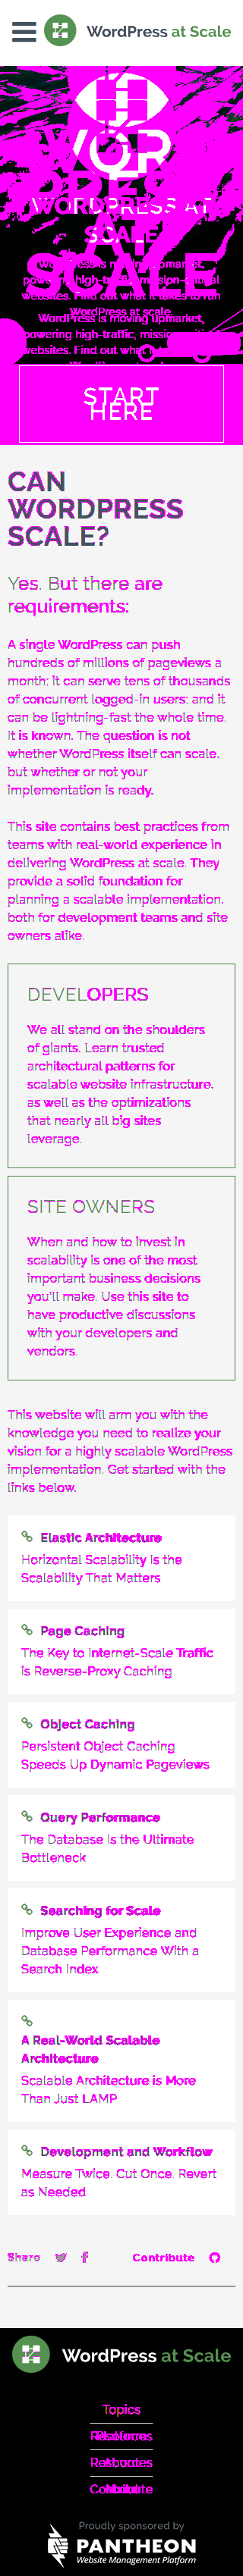 WordPress at Scale
WORDPRESS AT
SCALE
WordPress is moving upmarket,
powering high-traffic, mission-critical
websites. Find out what it takes to run
WordPress at scale.
START
HERE
CAN
WORDPRESS
SCALE?
Yes. But there are
requirements:
A single WordPress can push
hundreds of millions of pageviews a
month; it can serve tens of thousands
of concurrent logged-in users; and it
can be lightning-fast the whole time.
It is known. The question is not
whether WordPress itself can scale,
but whether or not your
implementation is ready.
This site contains best practices from
teams with real-world experience in
delivering WordPress at scale. They
provide a solid foundation for
planning a scalable implementation,
both for development teams and site
owners alike.
DEVELOPERS
We all stand on the shoulders
of giants. Learn trusted
architectural patterns for
scalable website infrastructure,
as well as the optimizations
that nearly all big sites
leverage.
SITE OWNERS
When and how to invest in
scalability is one of the most
important business decisions
you'll make. Use this site to
have productive discussions
with your developers and
vendors.
This website will arm you with the
knowledge you need to realize your
vision for a highly scalable WordPress
implementation. Get started with the
links below.
Elastic Architecture
Horizontal Scalability is the
Scalability That Matters
Page Caching
The Key to Internet-Scale Traffic
is Reverse-Proxy Caching
Object Caching
Persistent Object Caching
Speeds Up Dynamic Pageviews
Query Performance
The Database is the Ultimate
Bottleneck
Searching for Scale
Improve User Experience and
Database Performance With a
Search Index
A Real-World Scalable
Architecture
Scalable Architecture is More
Than Just LAMP
Development and Workflow
Measure Twice, Cut Once, Revert
as Needed
Share Contribute
WordPress at Scale
Topics
Proudly sponsored by
PANTHEON
Website Management Platform